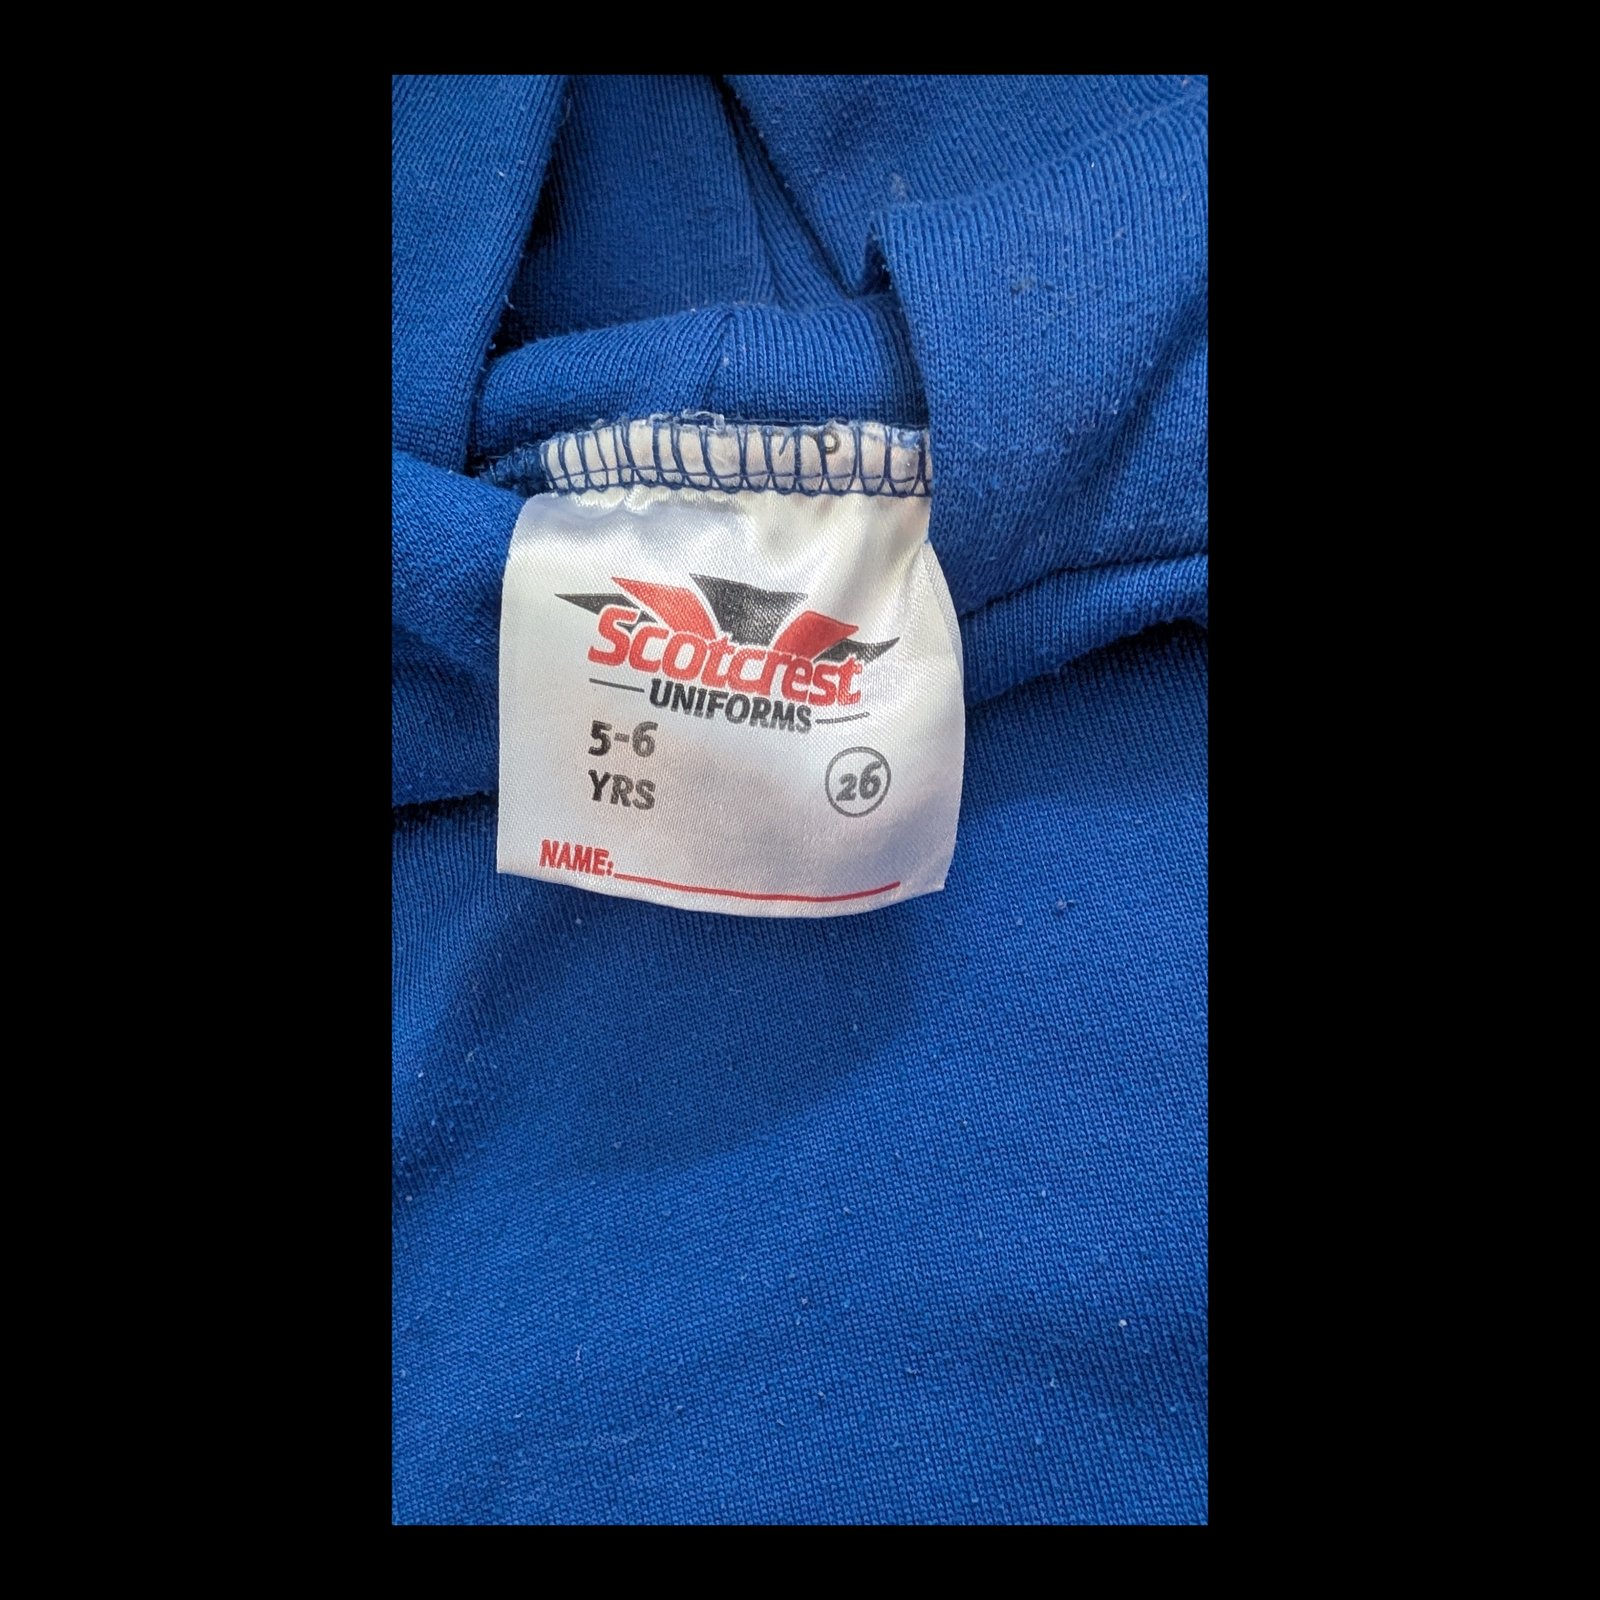 Scotcrest
UNIFORMS
5-6
YRS
26
NAME: